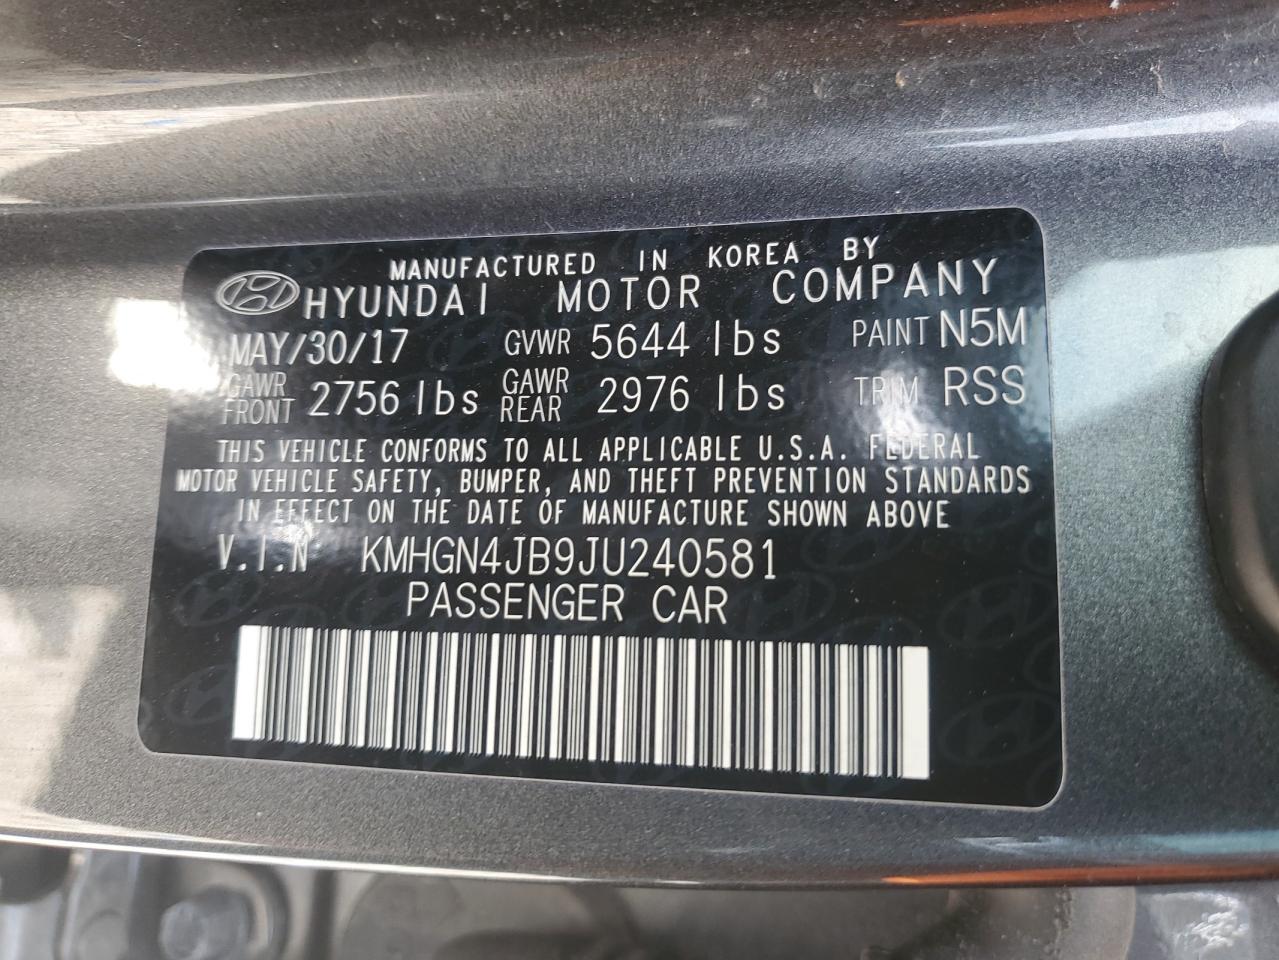 MANUFACTURED IN KOREA BY
HYUNDAI MOTOR COMPANY
MAY/30/17 GVWR 5644 lbs PAINT N5M
GAWR FRONT 2756 lbs GAWR REAR 2976 lbs TRIM RSS
THIS VEHICLE CONFORMS TO ALL APPLICABLE U.S.A. FEDERAL
MOTOR VEHICLE SAFETY, BUMPER, AND THEFT PREVENTION STANDARDS
IN EFFECT ON THE DATE OF MANUFACTURE SHOWN ABOVE
V.I.N KMHGN4JB9JU240581
PASSENGER CAR